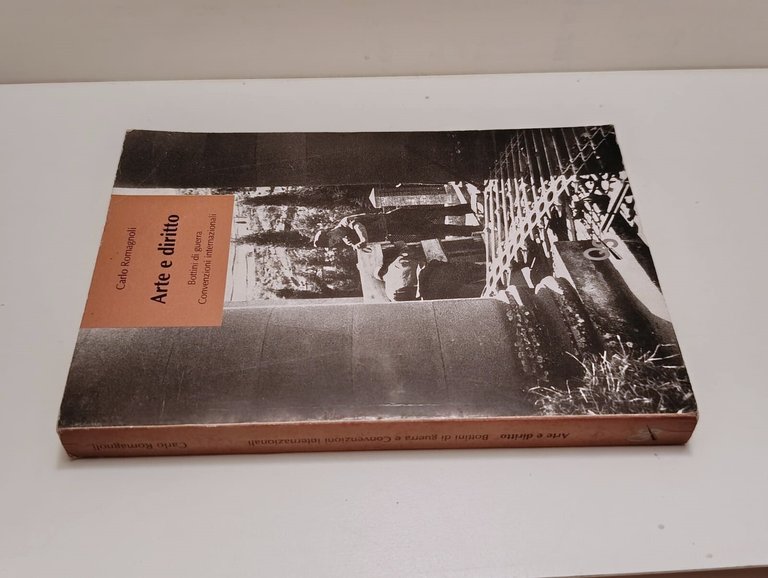 Carlo Romagnoli
Arte e diritto
Bottini di guerra
Convenzioni internazionali
Carlo Romagnoli
Arte e diritto Bottini di guerra e Convenzioni internazionali